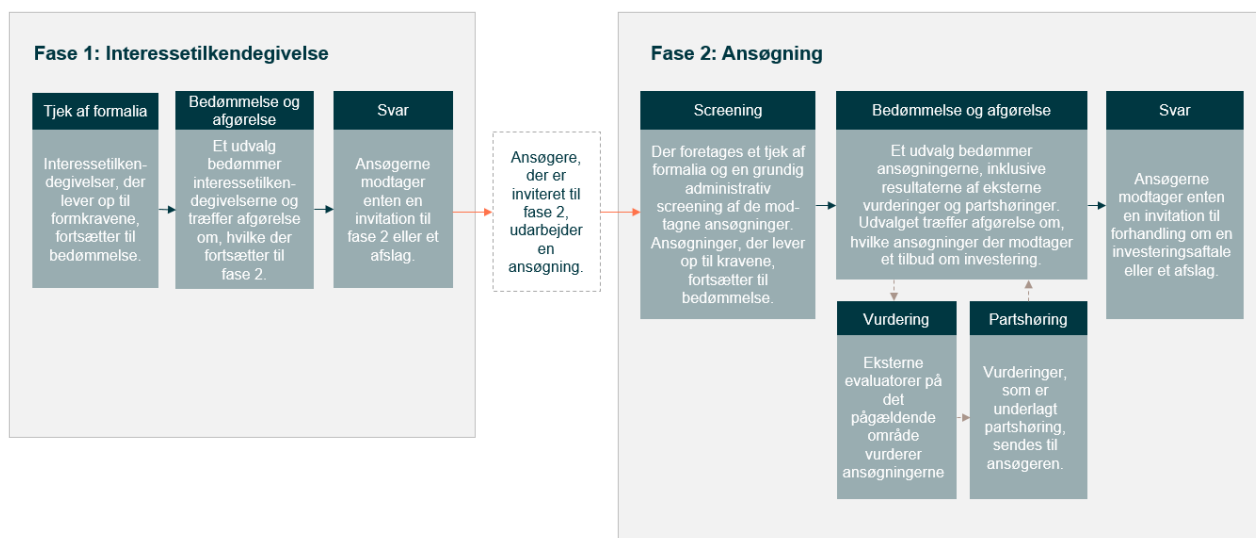 Fase 1: Interessetilkendegivelse
Tjek af formalia
Interessetilken-
degivelser, der
lever op til
formkravene,
fortsætter til
bedømmelse.
Bedømmelse og
afgørelse
Et udvalg
bedømmer
interessetilken-
degivelserne og
træffer afgørelse
om, hvilke der
fortsætter til
fase 2.
Svar
Ansøgerne
modtager
enten en
invitation til
fase 2 eller et
afslag.
Ansøgere,
der er
inviteret til
fase 2,
udarbejder
en
ansøgning.
Fase 2: Ansøgning
Screening
Der foretages et tjek af
formalia og en grundig
administrativ
screening af de mod-
tagne ansøgninger.
Ansøgninger, der lever
op til kravene,
fortsætter til
bedømmelse.
Bedømmelse og afgørelse
Et udvalg bedømmer
ansøgningerne, inklusive
resultaterne af eksterne
vurderinger og partshøringer.
Udvalget træffer afgørelse om,
hvilke ansøgninger der modtager
et tilbud om investering.
Vurdering
Eksterne
evaluatorer på
det
pågældende
område
vurderer
ansøgningerne
Partshøring
Vurderinger,
som er
underlagt
partshøring,
sendes til
ansøgeren.
Svar
Ansøgerne modtager
enten en invitation til
forhandling om en
investeringsaftale
eller et afslag.